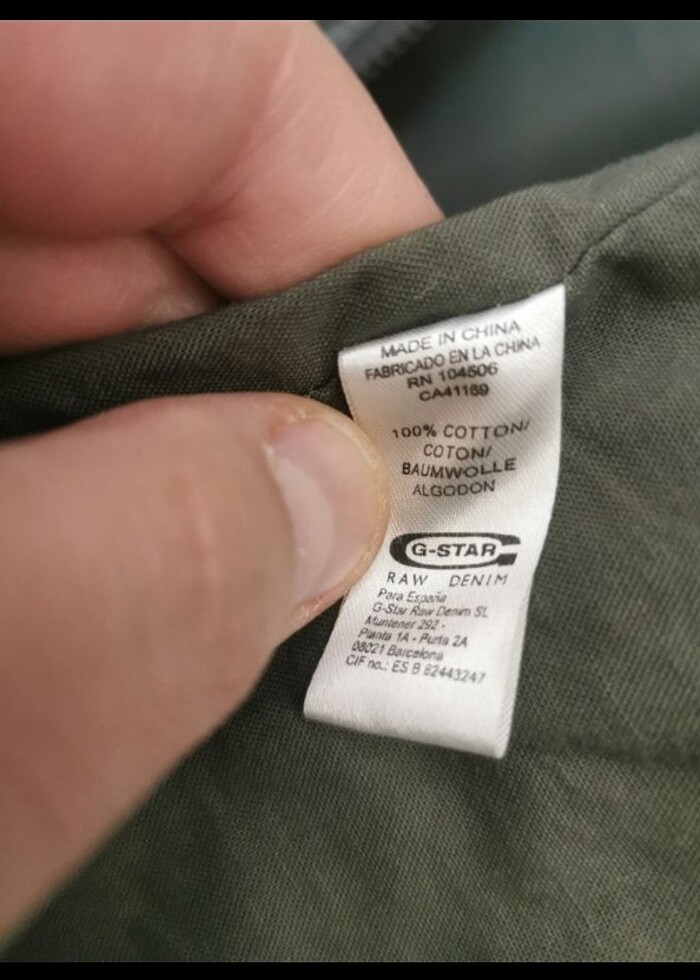 MADE IN CHINA
FABRICADO EN LA CHINA
RN 104506
CA41169
100% COTTON/
COTON/
BAUMWOLLE
ALGODON
G-STAR
RAW DENIM
Para España
G-Star Raw Denim SL
Muntener 292 -
Planta 1A - Purta 2A
08021 Barcelona
CIF no.: ES B 62443247